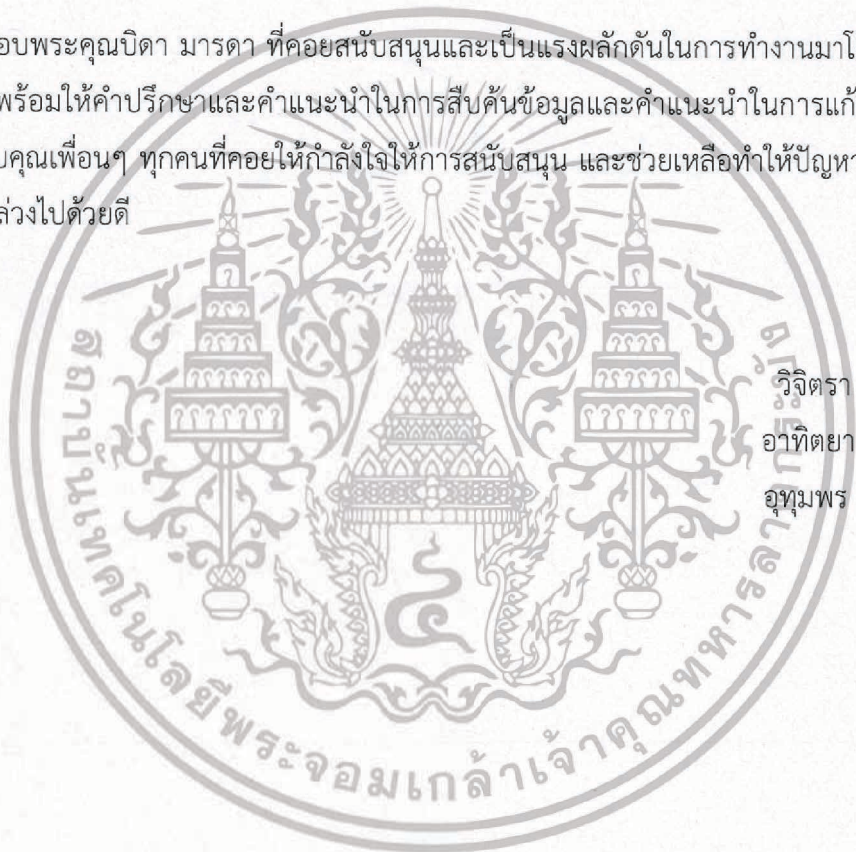 อบพระคุณบิดา มารดา ที่คอยสนับสนุนและเป็นแรงผลักดันในการทำงานมาโ
พร้อมให้คำปรึกษาและคำแนะนำในการสืบค้นข้อมูลและคำแนะนำในการแก้
บคุณเพื่อนๆ ทุกคนที่คอยให้กำลังใจให้การสนับสนุน และช่วยเหลือทำให้ปัญหา
ล่วงไปด้วยดี
วิจิตรา
อาทิตยา
อุทุมพร
สถาบันเทคโนโลยีพระจอมเกล้าเจ้าคุณทหารลาดกระบัง